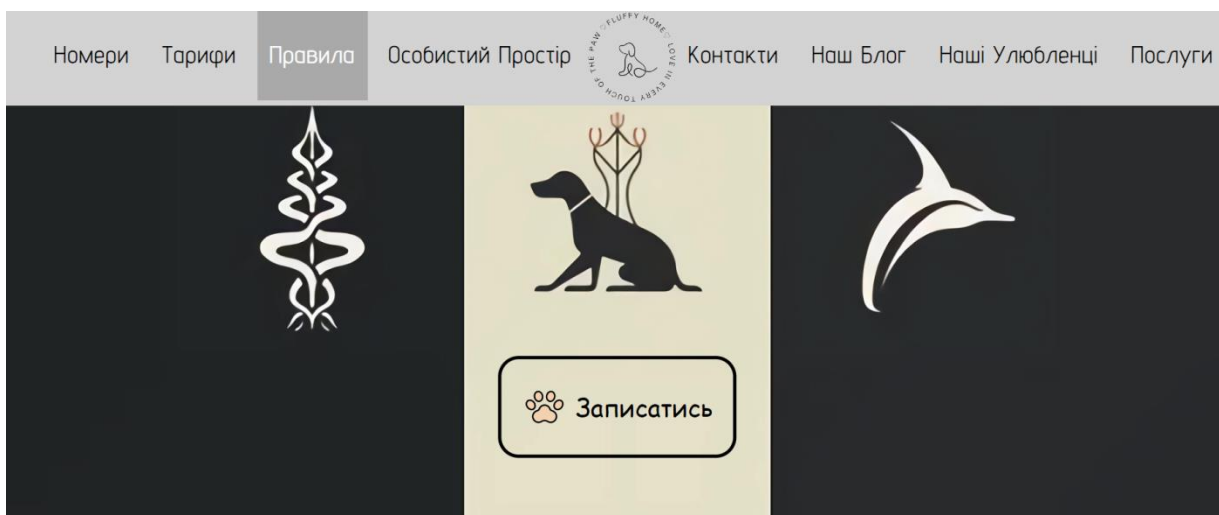 Номери Тарифи Правила Особистий Простір FLUFFY HOME LOVE IN EVERY TOUCH OF THE PAW Контакти Наш Блог Наші Улюбленці Послуги
Записатись